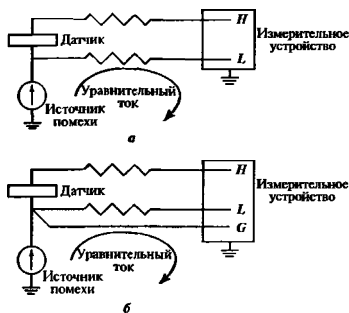 H
Датчик
Измерительное
устройство
L
Уравнительный
ток
Источник
помехи
а
H
Датчик
Измерительное
устройство
L
G
Уравнительный
ток
Источник
помехи
б